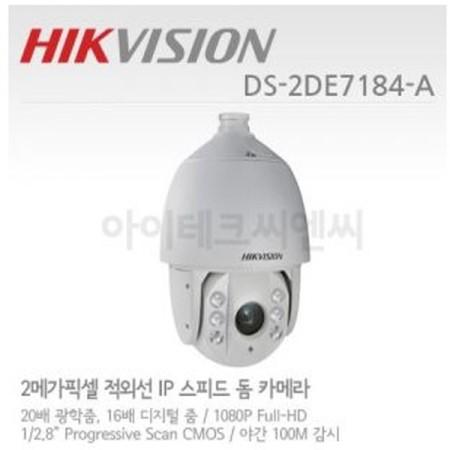 HIKVISION
DS-2DE7184-A
아이테크씨엔씨
HIKVISION
2메가픽셀 적외선 IP 스피드 돔 카메라
20배 광학줌, 16배 디지털 줌 / 1080P Full-HD
1/2,8” Progressive Scan CMOS / 야간 100M 감시